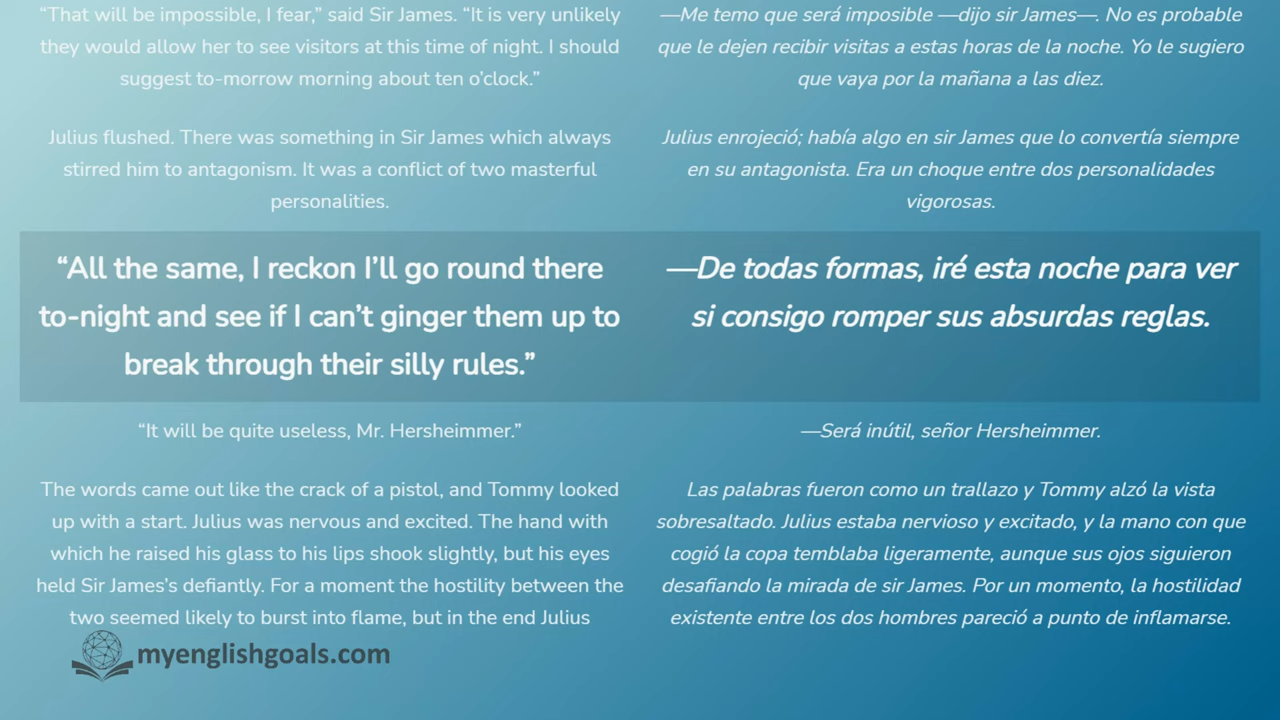 “That will be impossible, I fear,” said Sir James. “It is very unlikely
they would allow her to see visitors at this time of night. I should
suggest to-morrow morning about ten o’clock.”
Julius flushed. There was something in Sir James which always
stirred him to antagonism. It was a conflict of two masterful
personalities.
“All the same, I reckon I’ll go round there
to-night and see if I can’t ginger them up to
break through their silly rules.”
“It will be quite useless, Mr. Hersheimmer.”
The words came out like the crack of a pistol, and Tommy looked
up with a start. Julius was nervous and excited. The hand with
which he raised his glass to his lips shook slightly, but his eyes
held Sir James’s defiantly. For a moment the hostility between the
two seemed likely to burst into flame, but in the end Julius
—Me temo que será imposible —dijo sir James—. No es probable
que le dejen recibir visitas a estas horas de la noche. Yo le sugiero
que vaya por la mañana a las diez.
Julius enrojeció; había algo en sir James que lo convertía siempre
en su antagonista. Era un choque entre dos personalidades
vigorosas.
—De todas formas, iré esta noche para ver
si consigo romper sus absurdas reglas.
—Será inútil, señor Hersheimmer.
Las palabras fueron como un trallazo y Tommy alzó la vista
sobresaltado. Julius estaba nervioso y excitado, y la mano con que
cogió la copa temblaba ligeramente, aunque sus ojos siguieron
desafiando la mirada de sir James. Por un momento, la hostilidad
existente entre los dos hombres pareció a punto de inflamarse.
myenglishgoals.com